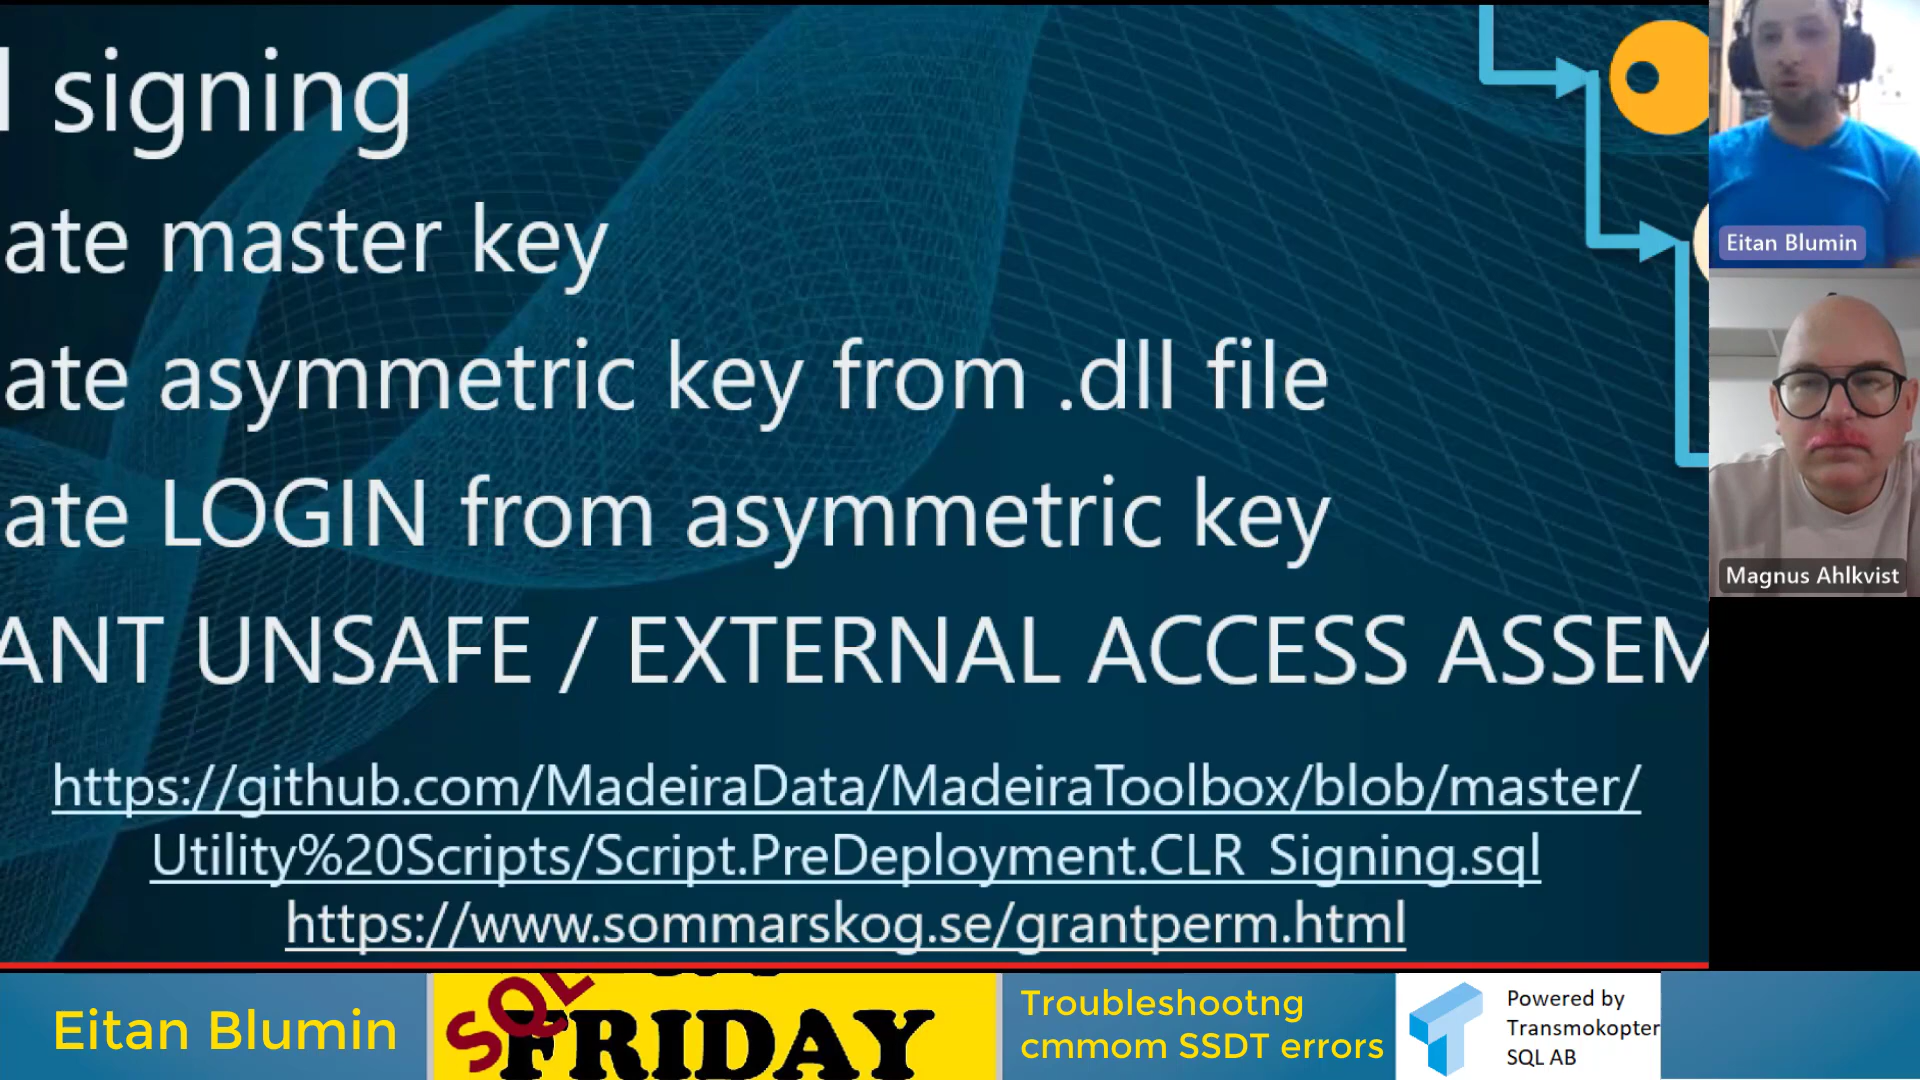 signing
ate master key
ate asymmetric key from .dll file
ate LOGIN from asymmetric key
ANT UNSAFE / EXTERNAL ACCESS ASSEM
https://github.com/MadeiraData/MadeiraToolbox/blob/master/
Utility%20Scripts/Script.PreDeployment.CLR_Signing.sql
https://www.sommarskog.se/grantperm.html
Eitan Blumin
Magnus Ahlkvist
Eitan Blumin
SQL
FRIDAY
Troubleshootng
cmmom SSDT errors
Powered by
Transmokopter
SQL AB